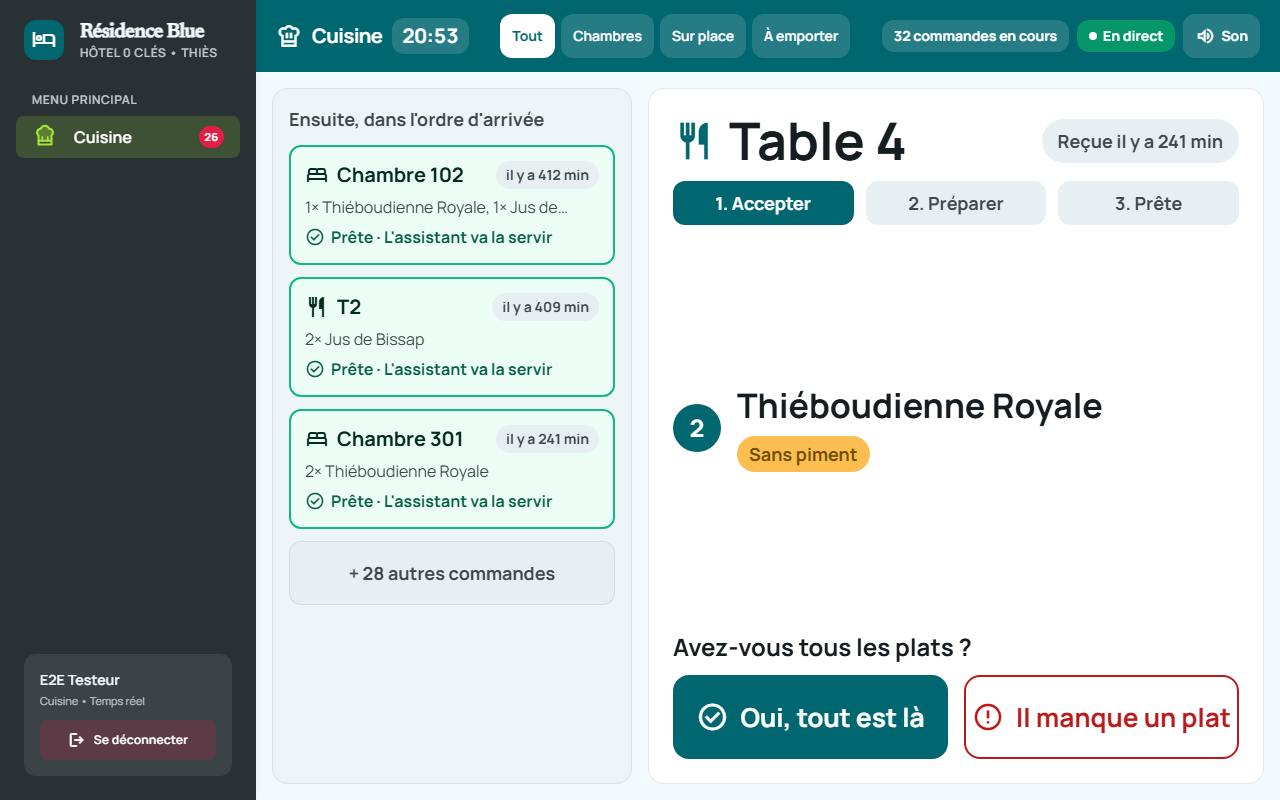 Résidence Blue
HÔTEL 0 CLÉS • THIÈS
MENU PRINCIPAL
Cuisine
26
E2E Testeur
Cuisine • Temps réel
Se déconnecter
Cuisine
20:53
Tout
Chambres
Sur place
À emporter
32 commandes en cours
En direct
Son
Ensuite, dans l'ordre d'arrivée
Chambre 102
il y a 412 min
1× Thiéboudienne Royale, 1× Jus de...
Prête · L'assistant va la servir
T2
il y a 409 min
2× Jus de Bissap
Prête · L'assistant va la servir
Chambre 301
il y a 241 min
2× Thiéboudienne Royale
Prête · L'assistant va la servir
+ 28 autres commandes
Table 4
Reçue il y a 241 min
1. Accepter
2. Préparer
3. Prête
2
Thiéboudienne Royale
Sans piment
Avez-vous tous les plats ?
Oui, tout est là
Il manque un plat